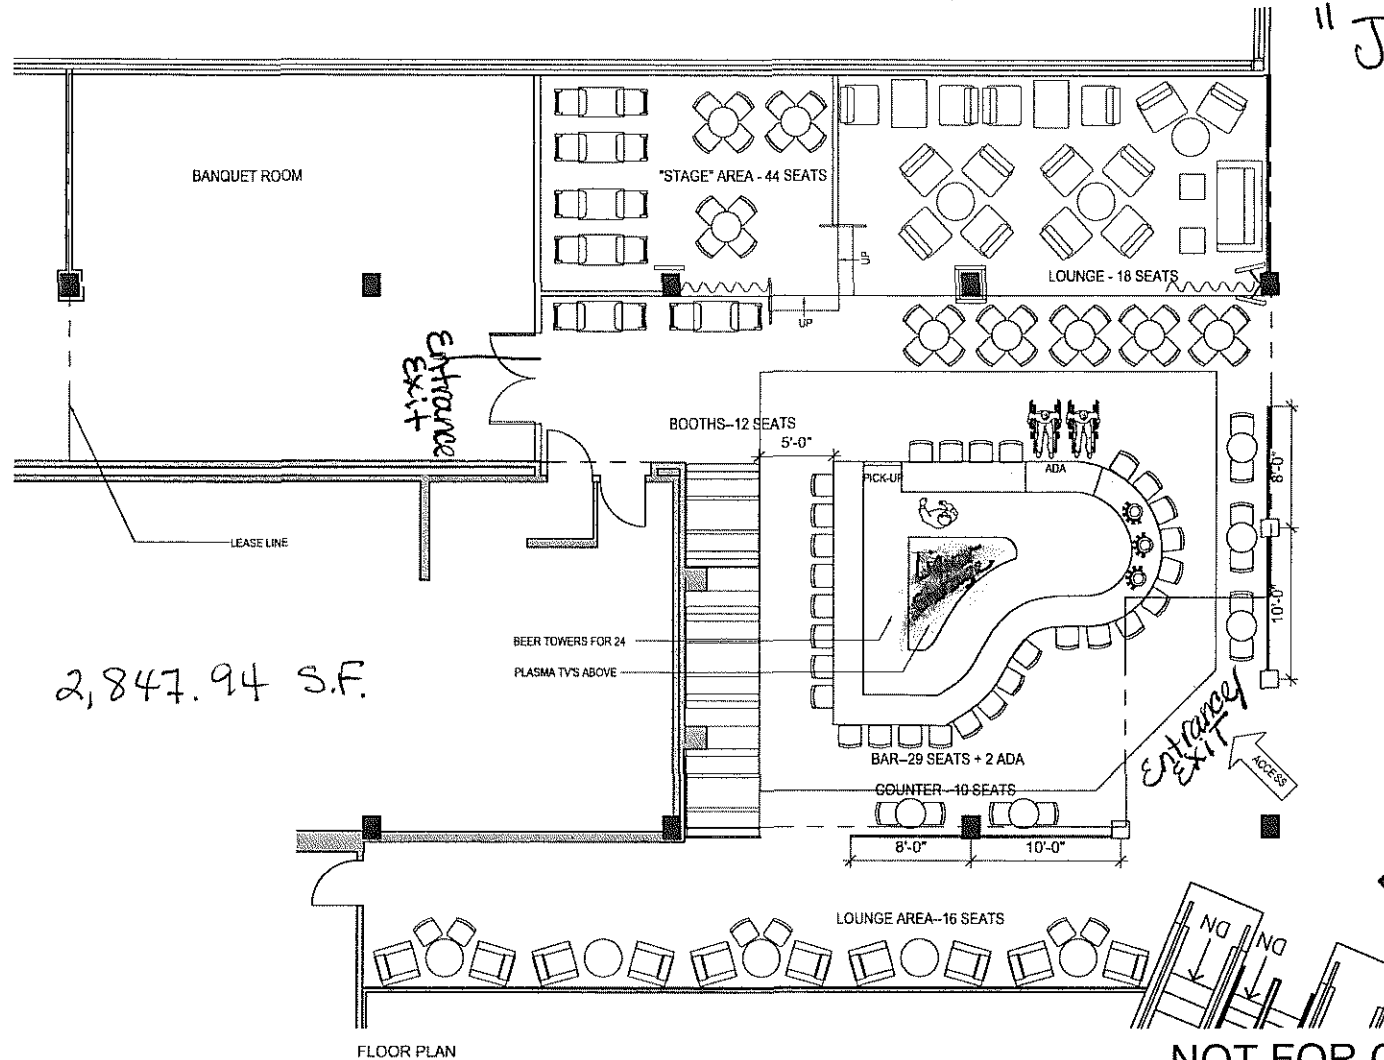 " J
BANQUET ROOM
"STAGE" AREA - 44 SEATS
UP
LOUNGE - 18 SEATS
UP
Entrance
Exit
BOOTHS--12 SEATS
5'-0"
ADA
PICK-UP
8'-0"
LEASE LINE
10'-0"
BEER TOWERS FOR 24
PLASMA TV'S ABOVE
2,847.94 S.F.
Entrance/
EXIT
ACCESS
BAR--29 SEATS + 2 ADA
COUNTER--10 SEATS
8'-0"
10'-0"
LOUNGE AREA--16 SEATS
DN
DN
FLOOR PLAN
NOT FOR C